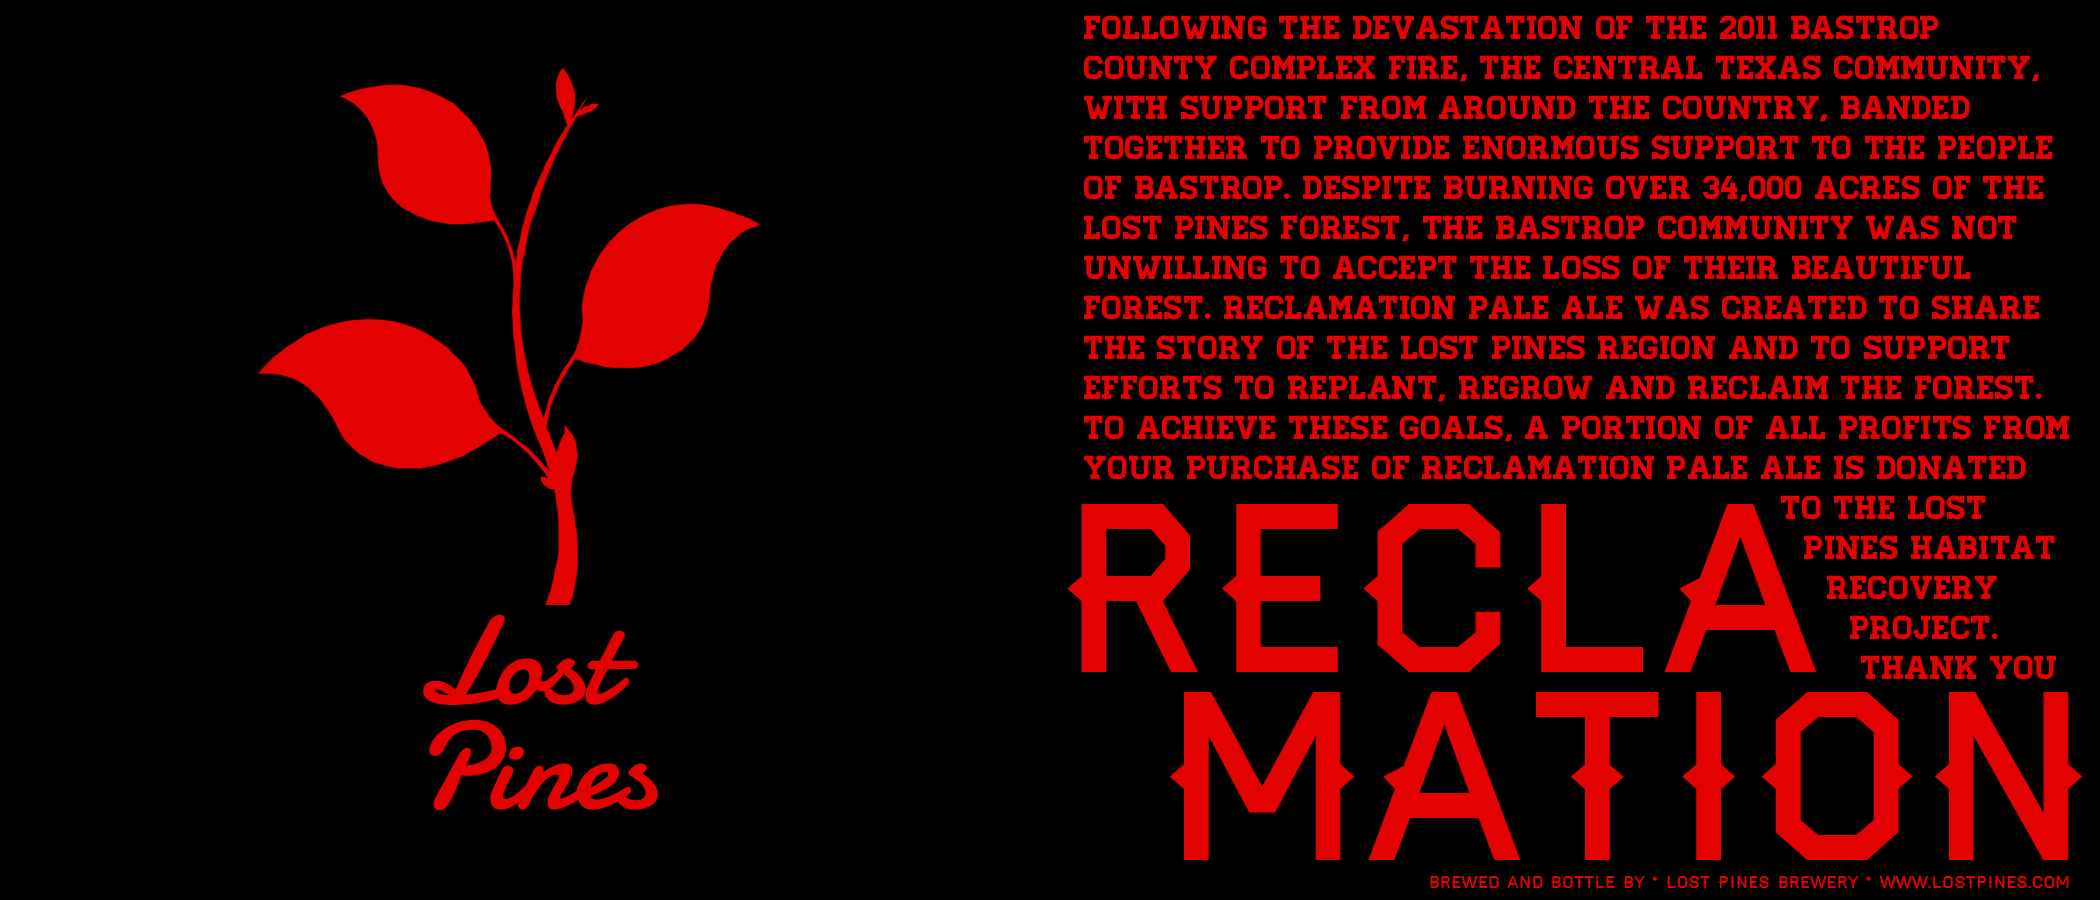 Lost
Pines
FOLLOWING THE DEVASTATION OF THE 2011 BASTROP
COUNTY COMPLEX FIRE, THE CENTRAL TEXAS COMMUNITY,
WITH SUPPORT FROM AROUND THE COUNTRY, BANDED
TOGETHER TO PROVIDE ENORMOUS SUPPORT TO THE PEOPLE
OF BASTROP. DESPITE BURNING OVER 34,000 ACRES OF THE
LOST PINES FOREST, THE BASTROP COMMUNITY WAS NOT
UNWILLING TO ACCEPT THE LOSS OF THEIR BEAUTIFUL
FOREST. RECLAMATION PALE ALE WAS CREATED TO SHARE
THE STORY OF THE LOST PINES REGION AND TO SUPPORT
EFFORTS TO REPLANT, REGROW AND RECLAIM THE FOREST.
TO ACHIEVE THESE GOALS, A PORTION OF ALL PROFITS FROM
YOUR PURCHASE OF RECLAMATION PALE ALE IS DONATED
TO THE LOST
PINES HABITAT
RECOVERY
PROJECT.
THANK YOU
RECLA
MATION
BREWED AND BOTTLE BY * LOST PINES BREWERY * WWW.LOSTPINES.COM